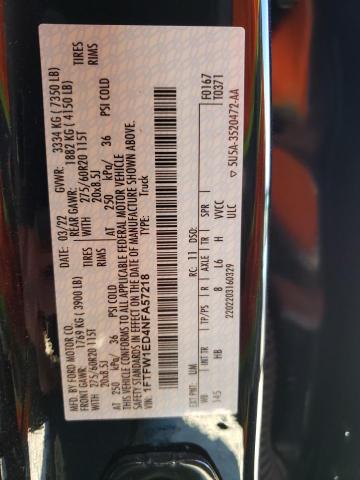 MFD. BY FORD MOTOR CO.
DATE: 03/22 GVWR: 3334 KG ( 7350 LB)
FRONT GAWR: 1769 KG ( 3900 LB) REAR GAWR: 1882 KG ( 4150 LB)
WITH 275/60R20 115T TIRES WITH 275/60R20 115T TIRES
20x8.5J RIMS 20x8.5J RIMS
AT 250 kPa/ 36 PSI COLD AT 250 kPa/ 36 PSI COLD
THIS VEHICLE CONFORMS TO ALL APPLICABLE FEDERAL MOTOR VEHICLE
SAFETY STANDARDS IN EFFECT ON THE DATE OF MANUFACTURE SHOWN ABOVE.
VIN: 1FTFW1ED4NFA57218 TYPE: Truck
F0167
T0371
EXT PNT: UM RC: 11 DSO:
WB INT TR TP/PS R AXLE TR SPR
145 HB 8 L6 H VVCC
2202203160329 ULC
▽ 5U5A-3520472-AA